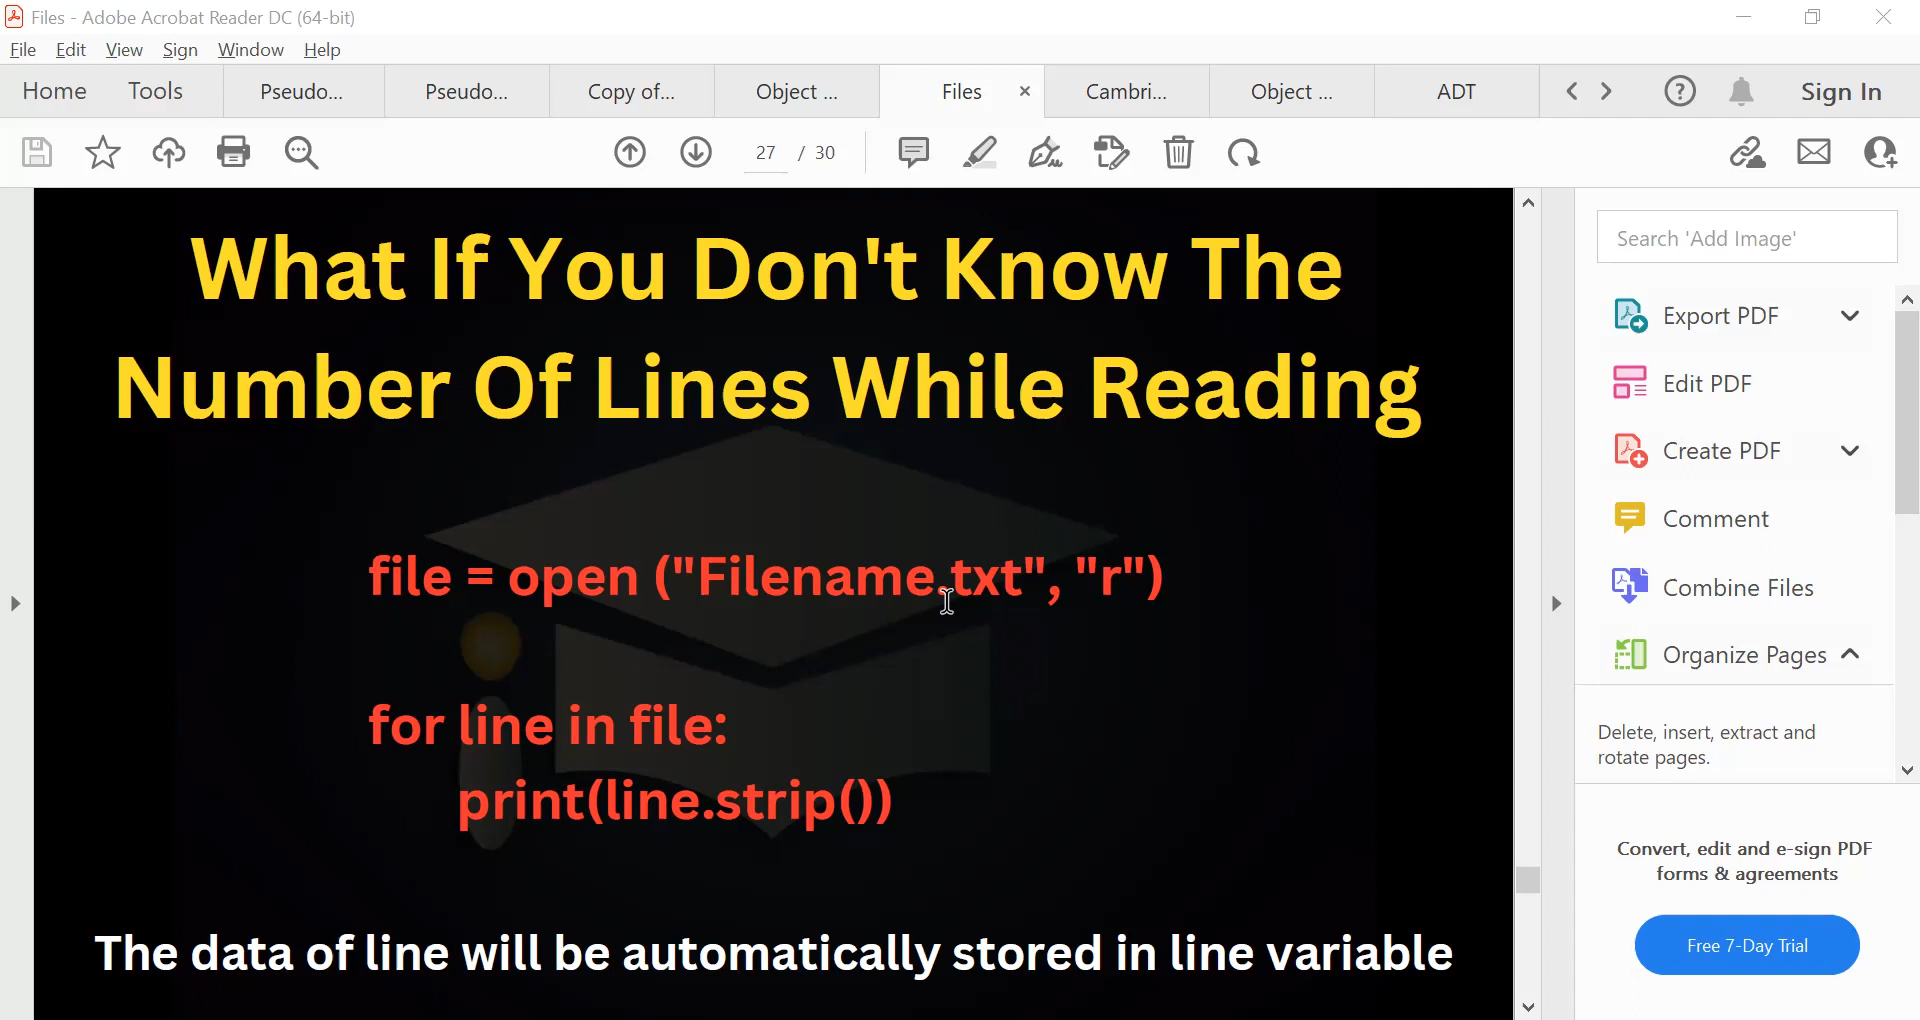 Files - Adobe Acrobat Reader DC (64-bit)
File Edit View Sign Window Help
Home Tools Pseudo... Pseudo... Copy of... Object ... Files × Cambri... Object ... ADT ? Sign In
27 / 30
What If You Don't Know The
Number Of Lines While Reading
file = open ("Filename.txt", "r")
for line in file:
print(line.strip())
The data of line will be automatically stored in line variable
Search 'Add Image'
Export PDF
Edit PDF
Create PDF
Comment
Combine Files
Organize Pages
Delete, insert, extract and
rotate pages.
Convert, edit and e-sign PDF
forms & agreements
Free 7-Day Trial